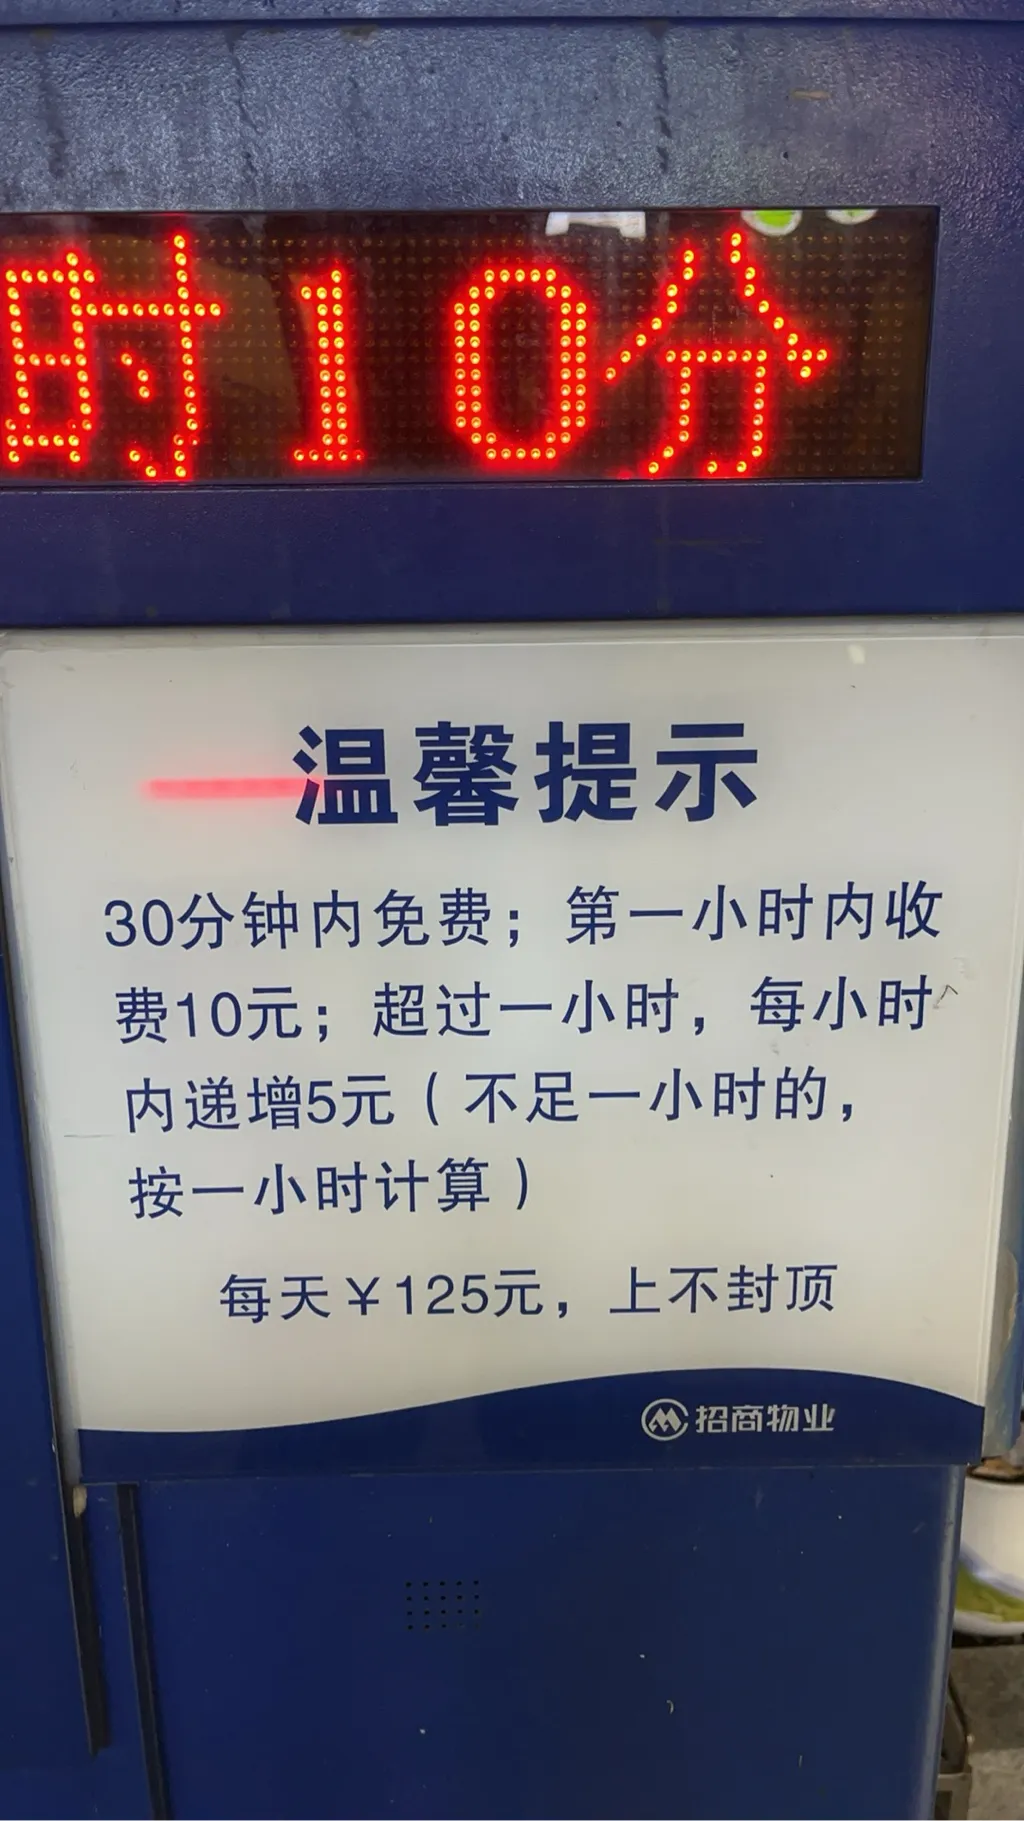 时10分
温馨提示
30分钟内免费；第一小时内收
费10元；超过一小时，每小时
内递增5元（不足一小时的，
按一小时计算）
每天￥125元，上不封顶
招商物业